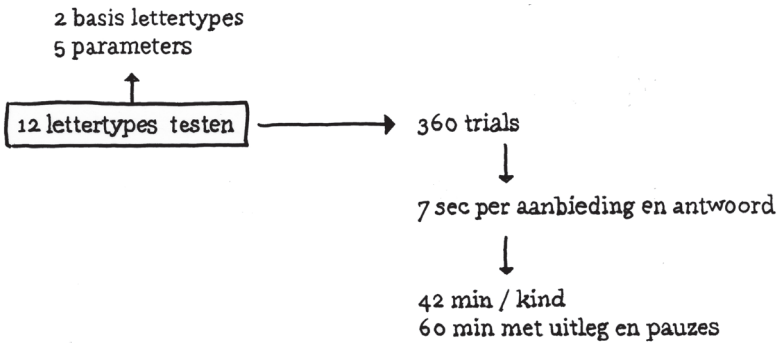 2 basis lettertypes
5 parameters
12 lettertypes testen
360 trials
7 sec per aanbieding en antwoord
42 min / kind
60 min met uitleg en pauzes